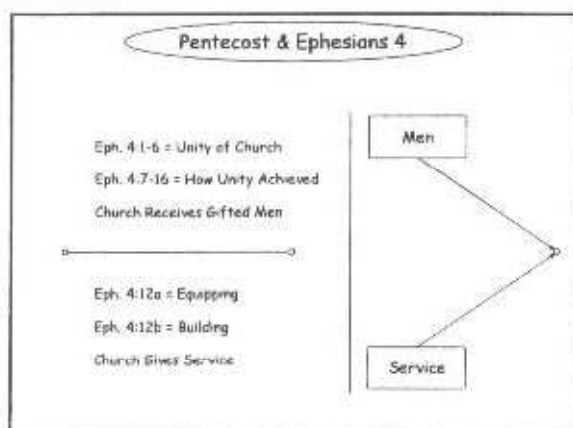 Pentecost & Ephesians 4
Eph. 4:1-6 = Unity of Church
Eph. 4:7-16 = How Unity Achieved
Church Receives Gifted Men
Eph. 4:12a = Equipping
Eph. 4:12b = Building
Church Gives Service
Men
Service